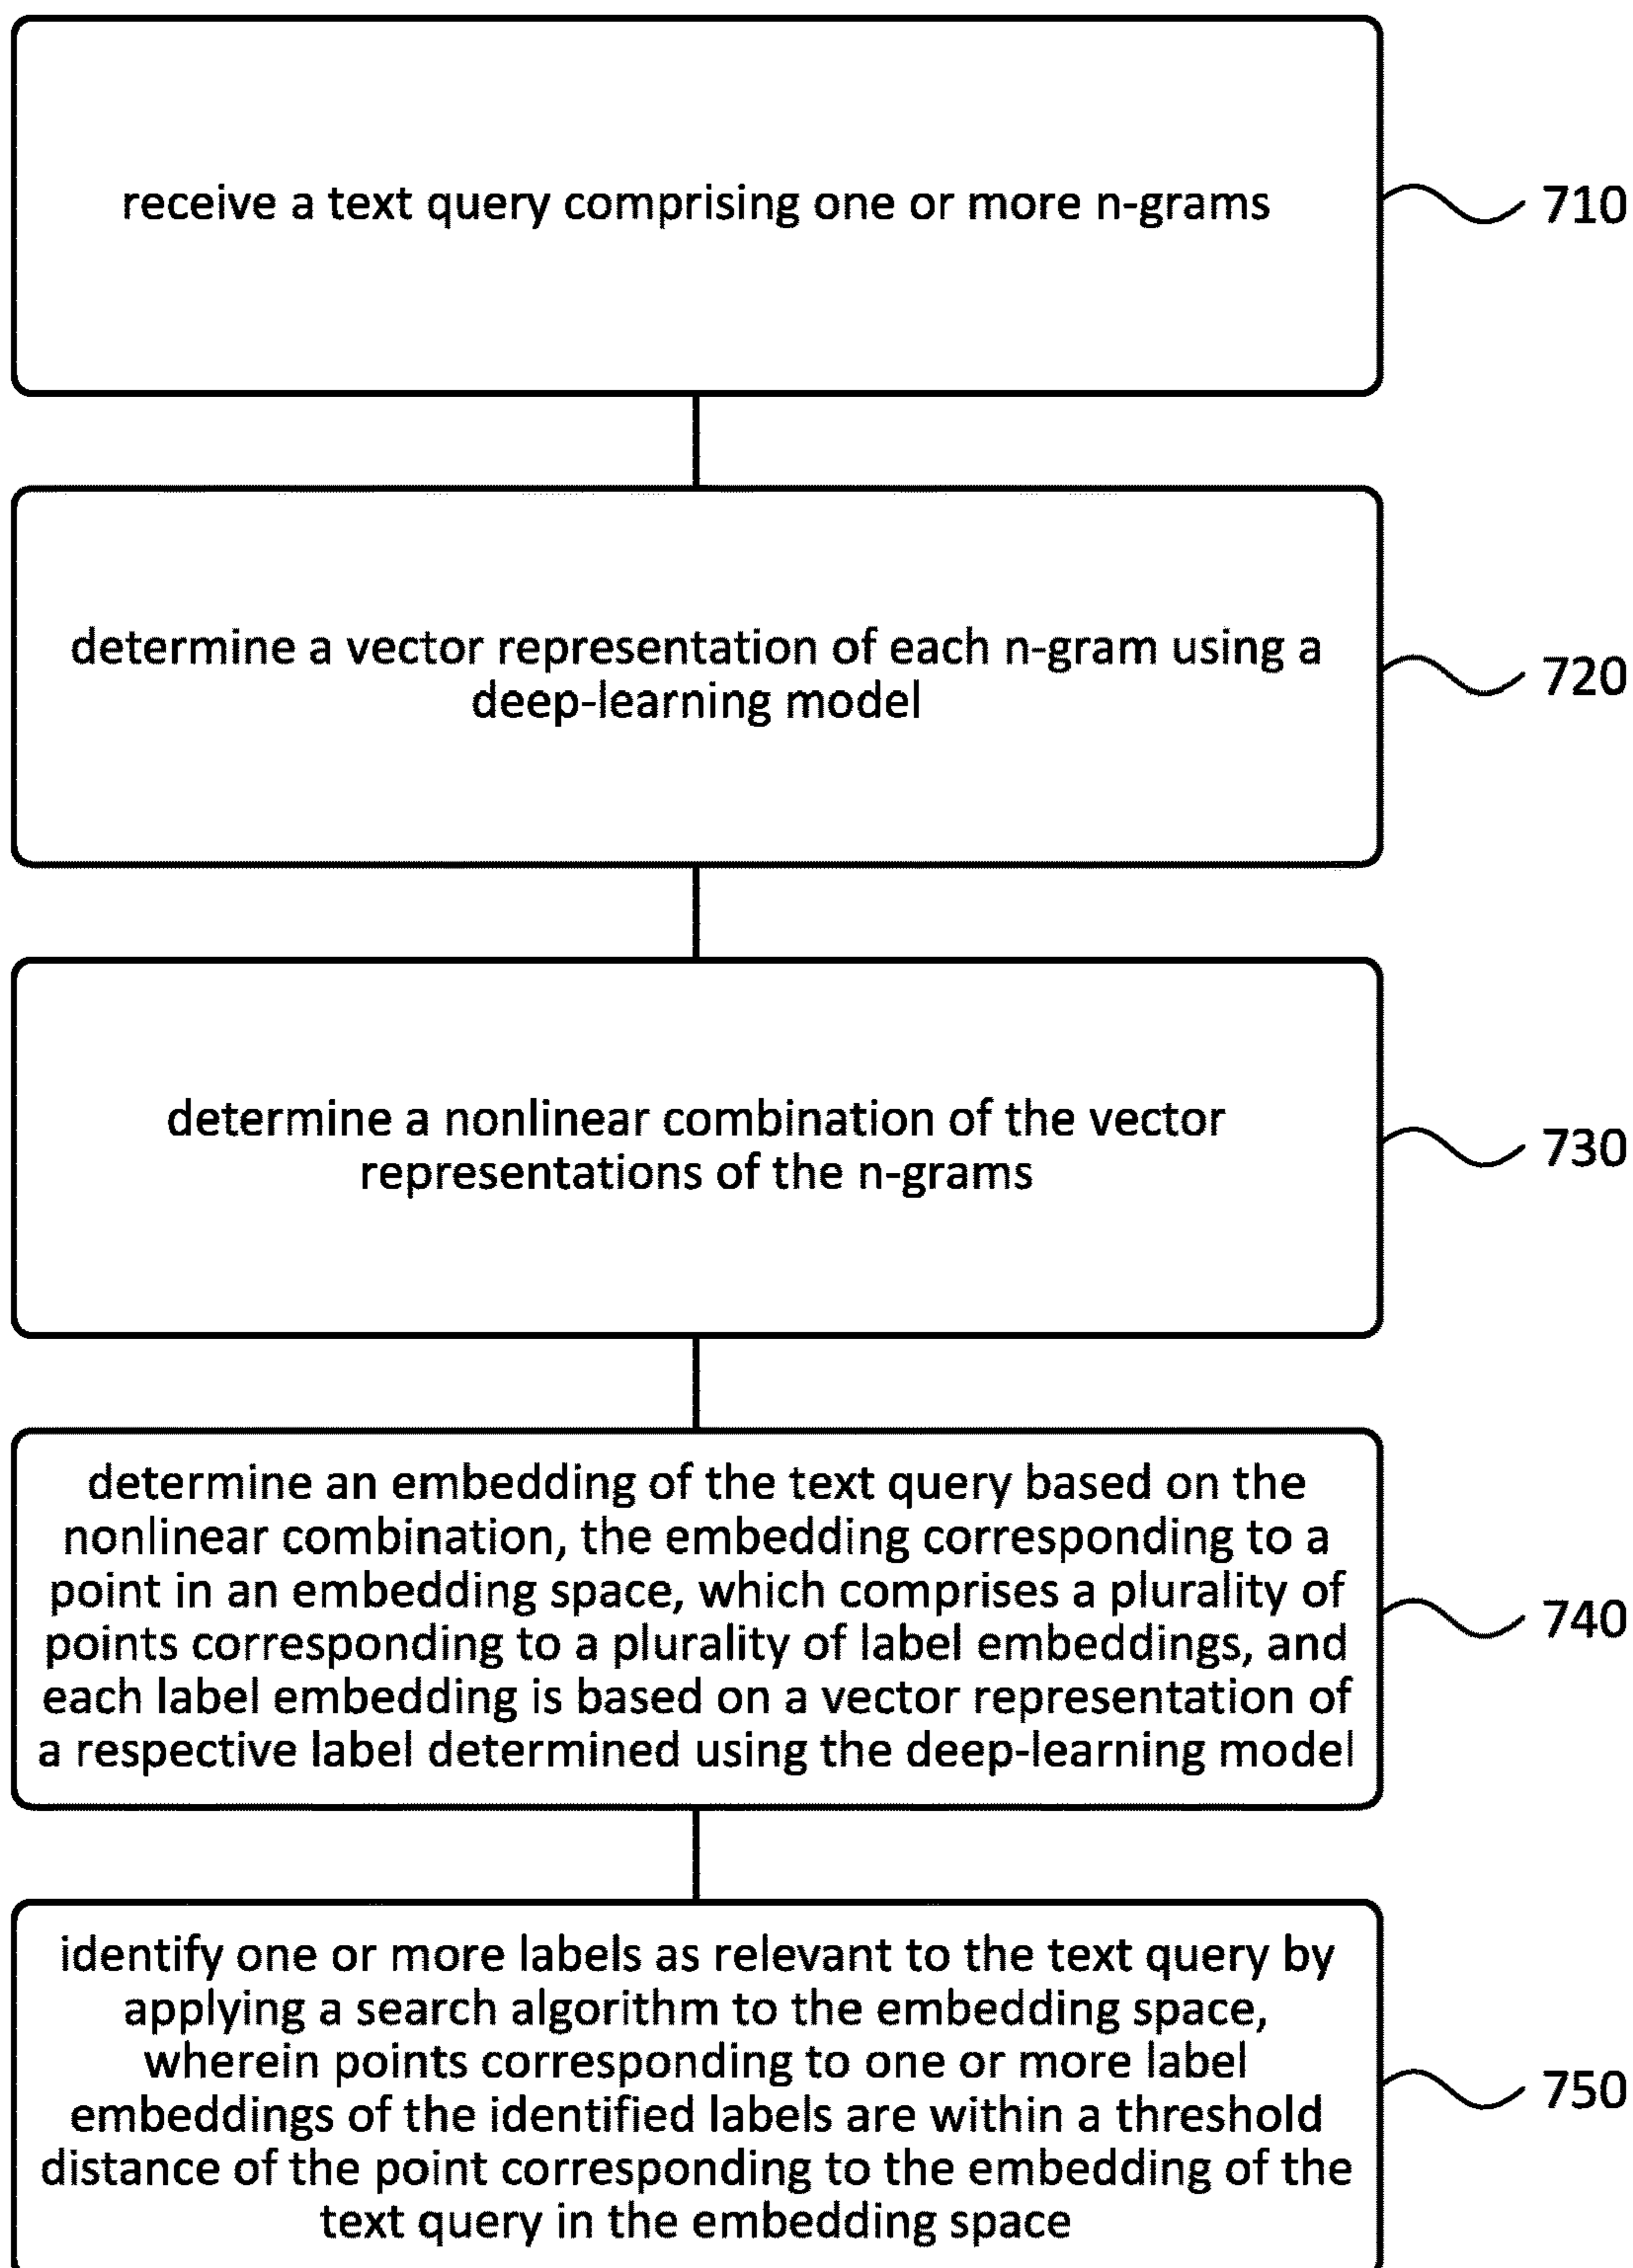 receive a text query comprising one or more n-grams
710
determine a vector representation of each n-gram using a
deep-learning model
720
determine a nonlinear combination of the vector
representations of the n-grams
730
determine an embedding of the text query based on the
nonlinear combination, the embedding corresponding to a
point in an embedding space, which comprises a plurality of
points corresponding to a plurality of label embeddings, and
each label embedding is based on a vector representation of
a respective label determined using the deep-learning model
740
identify one or more labels as relevant to the text query by
applying a search algorithm to the embedding space,
wherein points corresponding to one or more label
embeddings of the identified labels are within a threshold
distance of the point corresponding to the embedding of the
text query in the embedding space
750